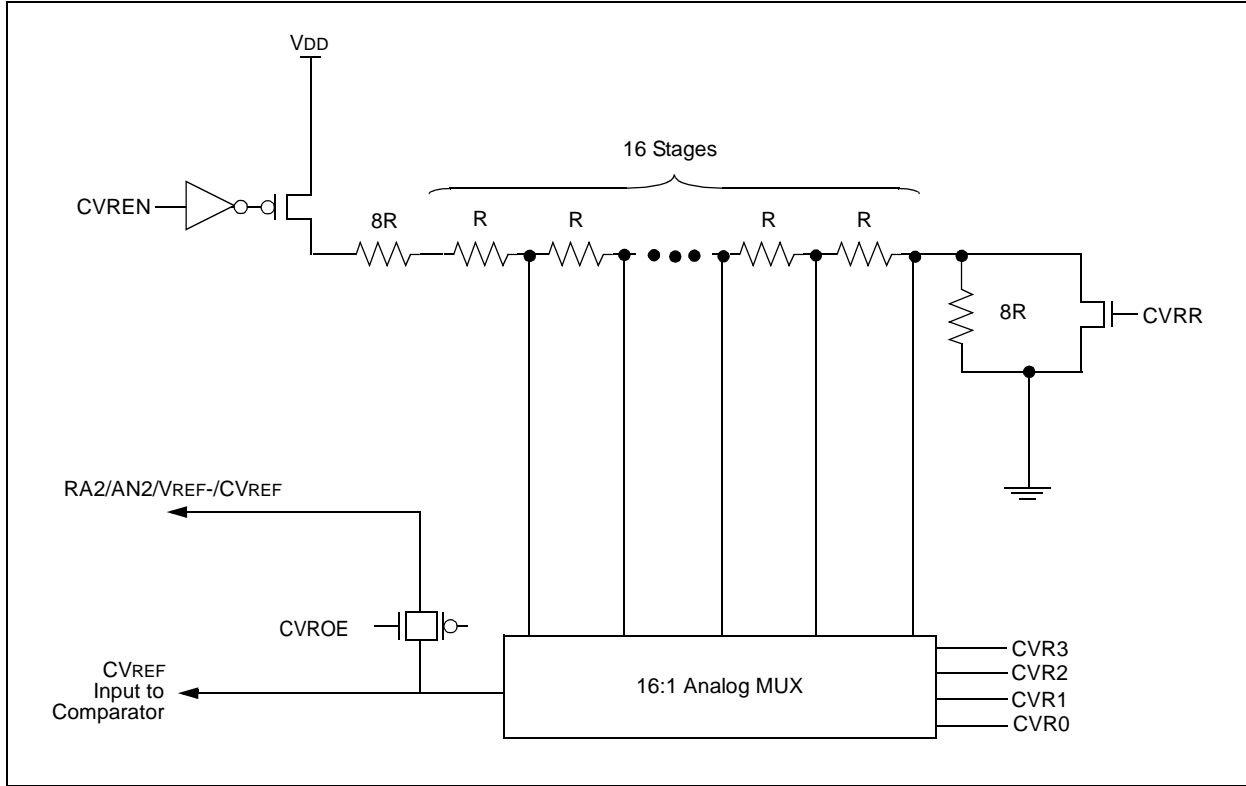 VDD
16 Stages
CVREN
8R
R
R
R
R
8R
CVRR
RA2/AN2/VREF-/CVREF
CVROE
CVREF
Input to
Comparator
16:1 Analog MUX
CVR3
CVR2
CVR1
CVR0